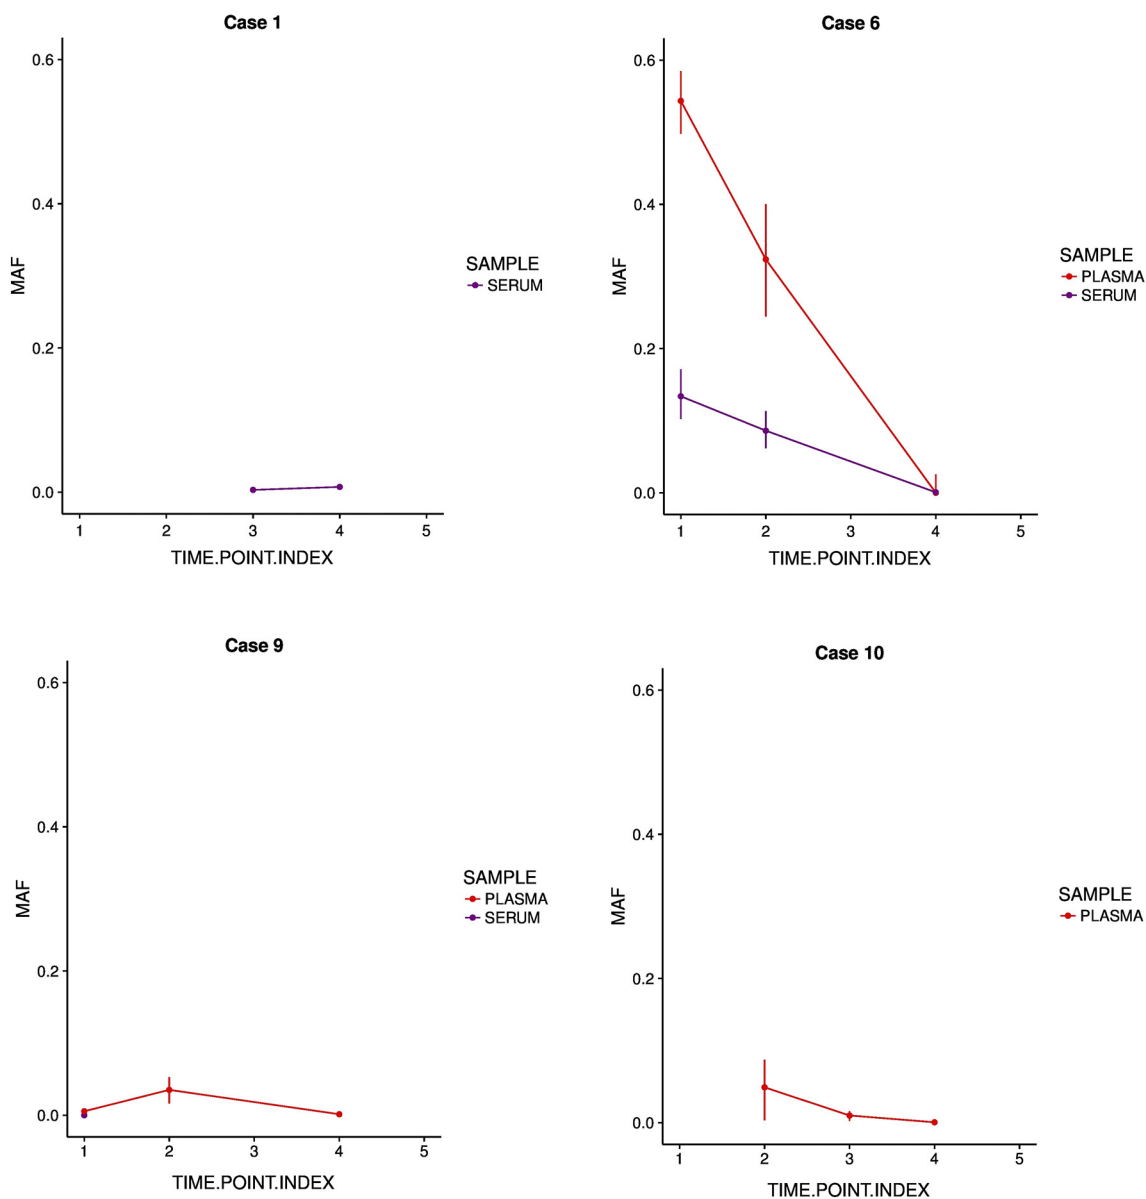 Case 1
0.6
0.4
0.2
0.0
MAF
1 2 3 4 5
TIME.POINT.INDEX
SAMPLE
SERUM
Case 6
0.6
0.4
0.2
0.0
MAF
1 2 3 4 5
TIME.POINT.INDEX
SAMPLE
PLASMA
SERUM
Case 9
0.6
0.4
0.2
0.0
MAF
1 2 3 4 5
TIME.POINT.INDEX
SAMPLE
PLASMA
SERUM
Case 10
0.6
0.4
0.2
0.0
MAF
1 2 3 4 5
TIME.POINT.INDEX
SAMPLE
PLASMA